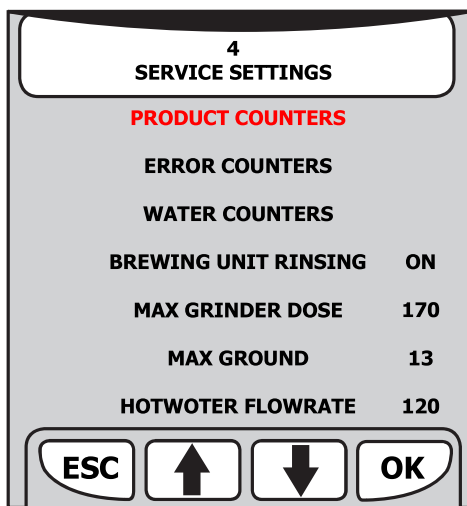 4
SERVICE SETTINGS
PRODUCT COUNTERS
ERROR COUNTERS
WATER COUNTERS
BREWING UNIT RINSING ON
MAX GRINDER DOSE 170
MAX GROUND 13
HOTWOTER FLOWRATE 120
ESC OK